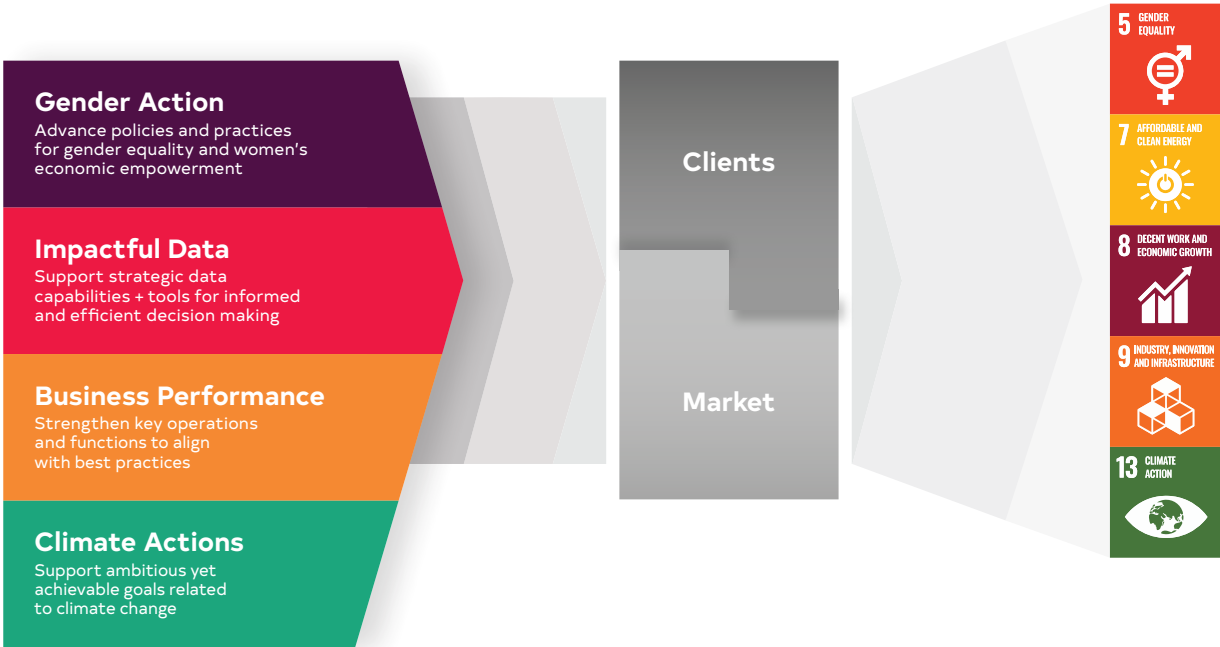 Gender Action
Advance policies and practices
for gender equality and women’s
economic empowerment
Impactful Data
Support strategic data
capabilities + tools for informed
and efficient decision making
Business Performance
Strengthen key operations
and functions to align
with best practices
Climate Actions
Support ambitious yet
achievable goals related
to climate change
Clients
Market
5 GENDER
EQUALITY
7 AFFORDABLE AND
CLEAN ENERGY
8 DECENT WORK AND
ECONOMIC GROWTH
9 INDUSTRY, INNOVATION
AND INFRASTRUCTURE
13 CLIMATE
ACTION